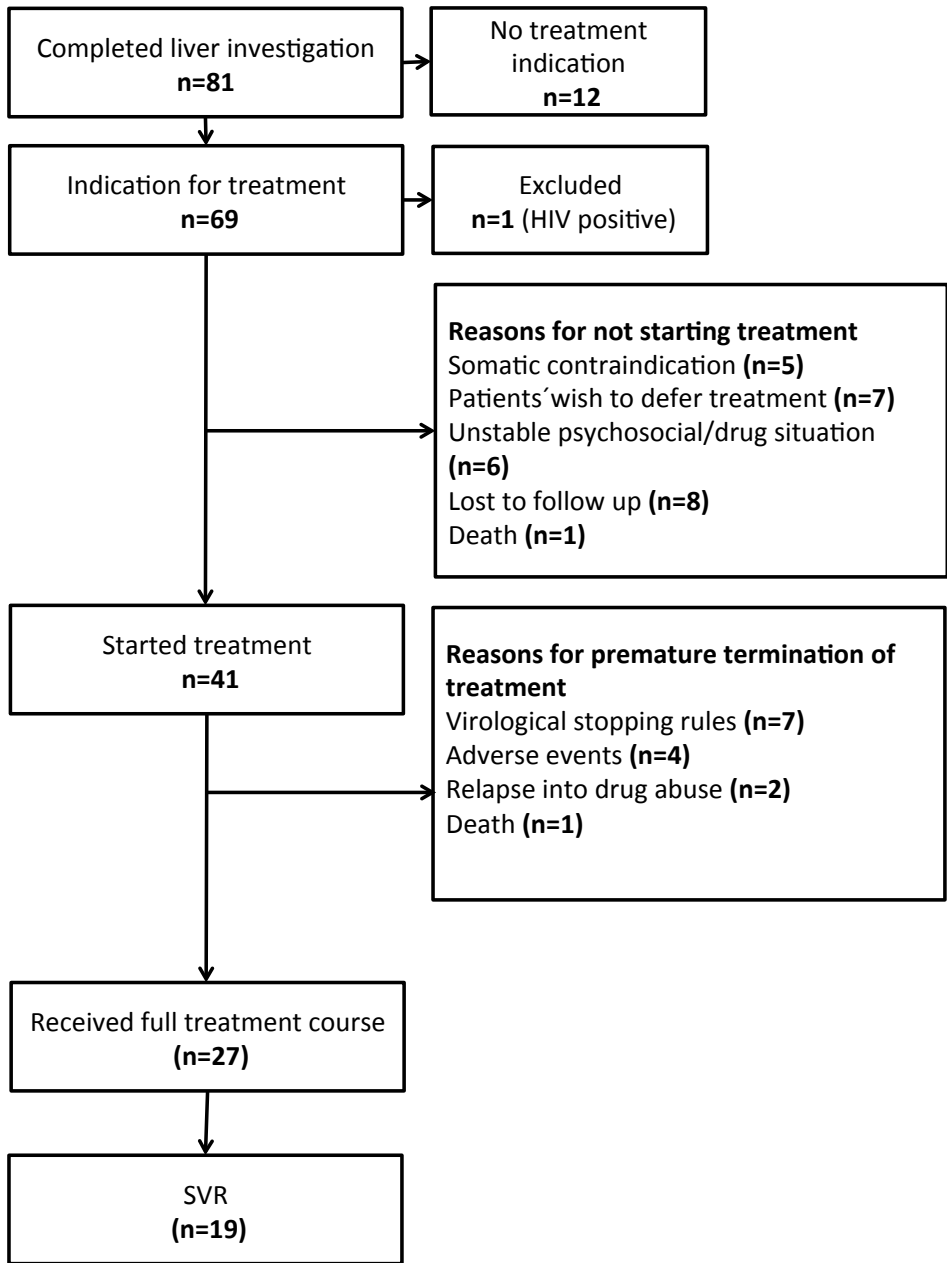 Completed liver investigation
n=81
No treatment
indication
n=12
Indication for treatment
n=69
Excluded
n=1 (HIV positive)
Reasons for not starting treatment
Somatic contraindication (n=5)
Patients´wish to defer treatment (n=7)
Unstable psychosocial/drug situation
(n=6)
Lost to follow up (n=8)
Death (n=1)
Started treatment
n=41
Reasons for premature termination of
treatment
Virological stopping rules (n=7)
Adverse events (n=4)
Relapse into drug abuse (n=2)
Death (n=1)
Received full treatment course
(n=27)
SVR
(n=19)